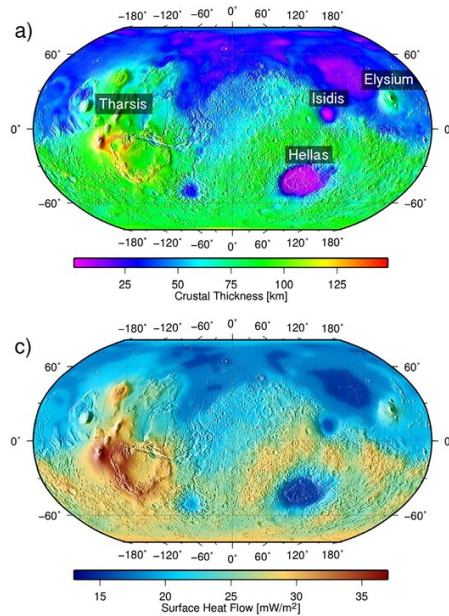 a)
−180° −120° −60° 0° 60° 120° 180°
60° 60°
Elysium
Tharsis
Isidis
0° 0°
Hellas
−60° −60°
−180° −120° −60° 0° 60° 120° 180°
25 50 75 100 125
Crustal Thickness [km]
c)
−180° −120° −60° 0° 60° 120° 180°
60° 60°
0° 0°
−60° −60°
−180° −120° −60° 0° 60° 120° 180°
15 20 25 30 35
Surface Heat Flow [mW/m²]